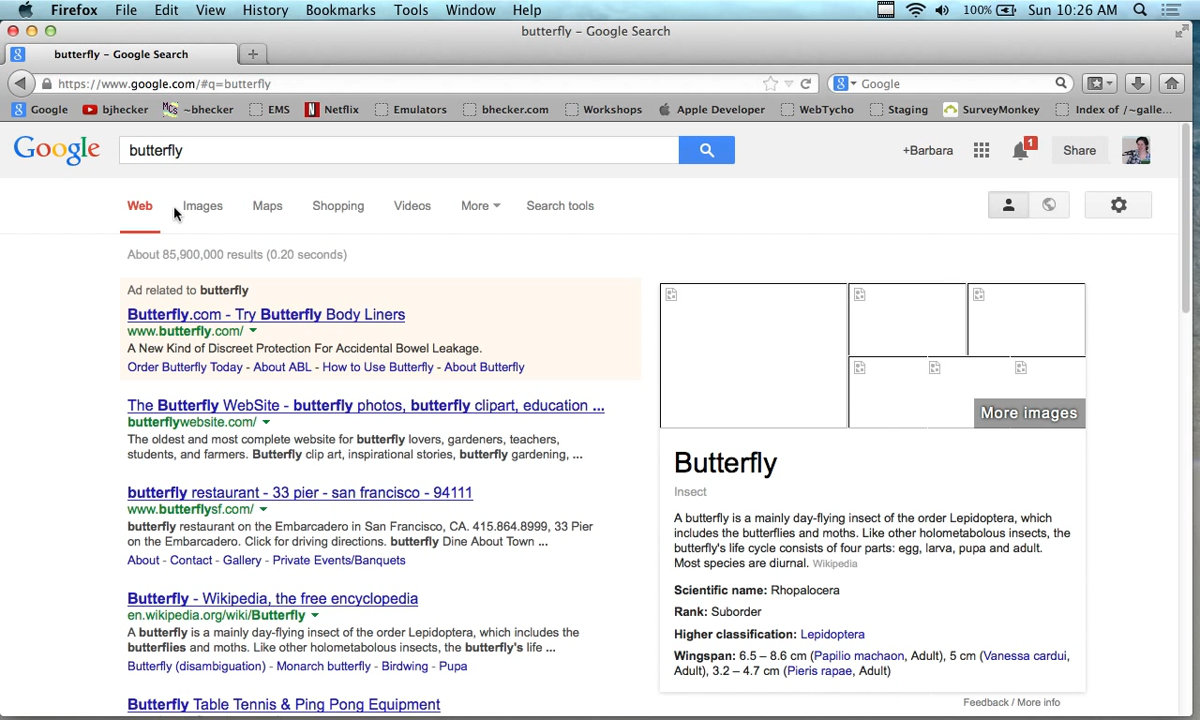 Firefox File Edit View History Bookmarks Tools Window Help 100% Sun 10:26 AM
butterfly - Google Search
butterfly - Google Search
https://www.google.com/#q=butterfly Google
Google bjhecker ~bhecker EMS Netflix Emulators bhecker.com Workshops Apple Developer WebTycho Staging SurveyMonkey Index of /~galle...
Google butterfly +Barbara 1 Share
Web Images Maps Shopping Videos More Search tools
About 85,900,000 results (0.20 seconds)
Ad related to butterfly
Butterfly.com - Try Butterfly Body Liners
www.butterfly.com/
A New Kind of Discreet Protection For Accidental Bowel Leakage.
Order Butterfly Today - About ABL - How to Use Butterfly - About Butterfly
The Butterfly WebSite - butterfly photos, butterfly clipart, education ...
butterflywebsite.com/
The oldest and most complete website for butterfly lovers, gardeners, teachers,
students, and farmers. Butterfly clip art, inspirational stories, butterfly gardening, ...
butterfly restaurant - 33 pier - san francisco - 94111
www.butterflysf.com/
butterfly restaurant on the Embarcadero in San Francisco, CA. 415.864.8999, 33 Pier
on the Embarcadero. Click for driving directions. butterfly Dine About Town ...
About - Contact - Gallery - Private Events/Banquets
Butterfly - Wikipedia, the free encyclopedia
en.wikipedia.org/wiki/Butterfly
A butterfly is a mainly day-flying insect of the order Lepidoptera, which includes the
butterflies and moths. Like other holometabolous insects, the butterfly's life ...
Butterfly (disambiguation) - Monarch butterfly - Birdwing - Pupa
Butterfly Table Tennis & Ping Pong Equipment
More images
Butterfly
Insect
A butterfly is a mainly day-flying insect of the order Lepidoptera, which
includes the butterflies and moths. Like other holometabolous insects, the
butterfly's life cycle consists of four parts: egg, larva, pupa and adult.
Most species are diurnal. Wikipedia
Scientific name: Rhopalocera
Rank: Suborder
Higher classification: Lepidoptera
Wingspan: 6.5 – 8.6 cm (Papilio machaon, Adult), 5 cm (Vanessa cardui,
Adult), 3.2 – 4.7 cm (Pieris rapae, Adult)
Feedback / More info